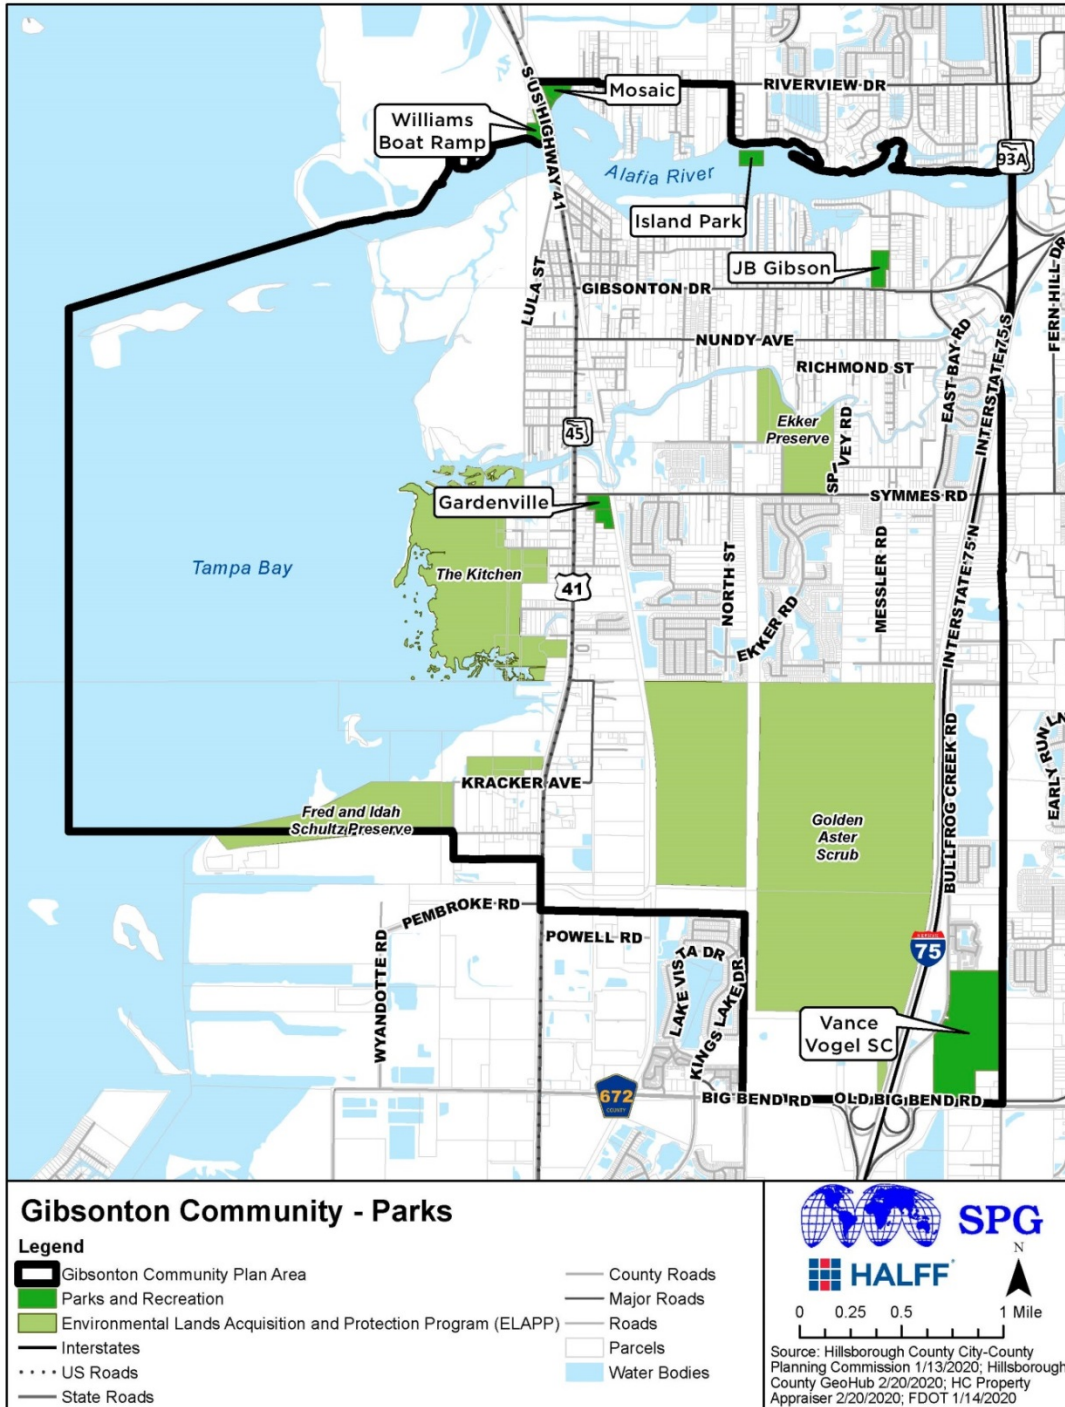 RIVERVIEW DR
Mosaic
S US HIGHWAY 41
Williams
Boat Ramp
93A
Alafia River
Island Park
JB Gibson
GIBSONTON DR
LULA ST
FERN HILL DR
NUNDY AVE
RICHMOND ST
EAST BAY RD
INTERSTATE 75 S
45
Ekker
Preserve
SPIVEY RD
SYMMES RD
Gardenville
Tampa Bay
The Kitchen
41
NORTH ST
EKKER RD
MESSLER RD
INTERSTATE 75 N
BULLFROG CREEK RD
EARLY RUN LN
KRACKER AVE
Fred and Idah
Schultz Preserve
Golden
Aster
Scrub
PEMBROKE RD
POWELL RD
WYANDOTTE RD
LAKE VISTA DR
KINGS LAKE DR
75
Vance
Vogel SC
672
COUNTY
BIG BEND RD
OLD BIG BEND RD
Gibsonton Community - Parks
Legend
Gibsonton Community Plan Area
Parks and Recreation
Environmental Lands Acquisition and Protection Program (ELAPP)
Interstates
US Roads
State Roads
County Roads
Major Roads
Roads
Parcels
Water Bodies
SPG
HALFF
N
0 0.25 0.5 1 Mile
Source: Hillsborough County City-County
Planning Commission 1/13/2020; Hillsborough
County GeoHub 2/20/2020; HC Property
Appraiser 2/20/2020; FDOT 1/14/2020